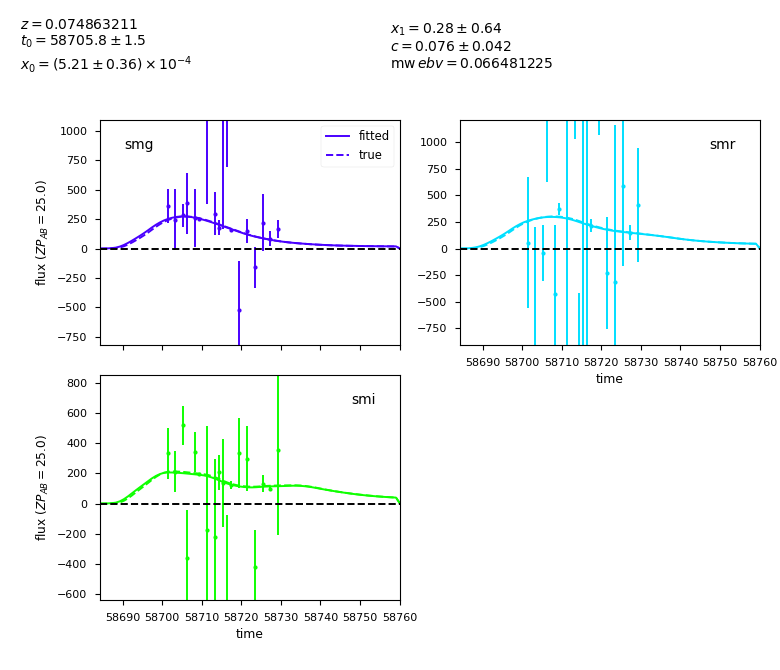 z = 0.074863211
t₀ = 58705.8 ± 1.5
x₀ = (5.21 ± 0.36) × 10⁻⁴
x₁ = 0.28 ± 0.64
c = 0.076 ± 0.042
mw ebv = 0.066481225
smg
fitted
true
1000
750
500
250
0
−250
−500
−750
flux (ZP_AB = 25.0)
smr
1000
750
500
250
0
−250
−500
−750
58690 58700 58710 58720 58730 58740 58750 58760
time
smi
800
600
400
200
0
−200
−400
−600
flux (ZP_AB = 25.0)
58690 58700 58710 58720 58730 58740 58750 58760
time